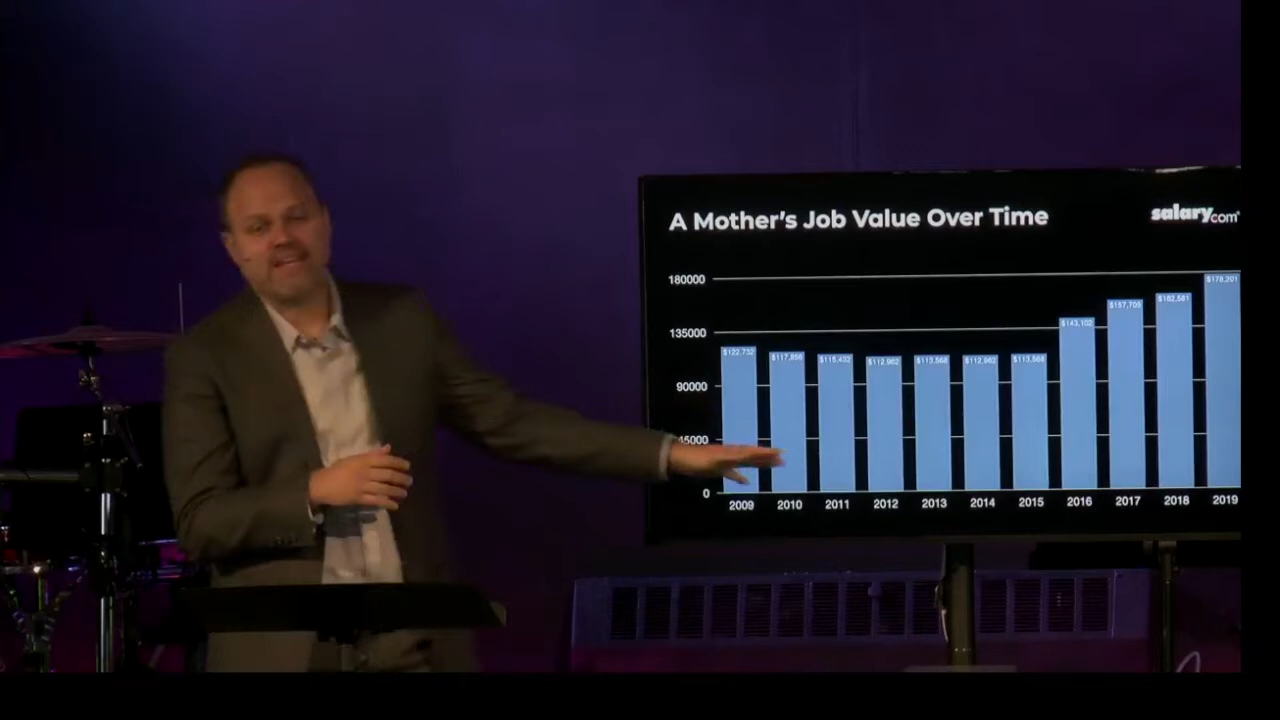 A Mother's Job Value Over Time
salary.com
180000
135000
90000
45000
0
$122,732 $117,856 $115,432 $112,962 $113,568 $112,962 $113,568 $143,102 $157,705 $162,581 $178,201
2009 2010 2011 2012 2013 2014 2015 2016 2017 2018 2019